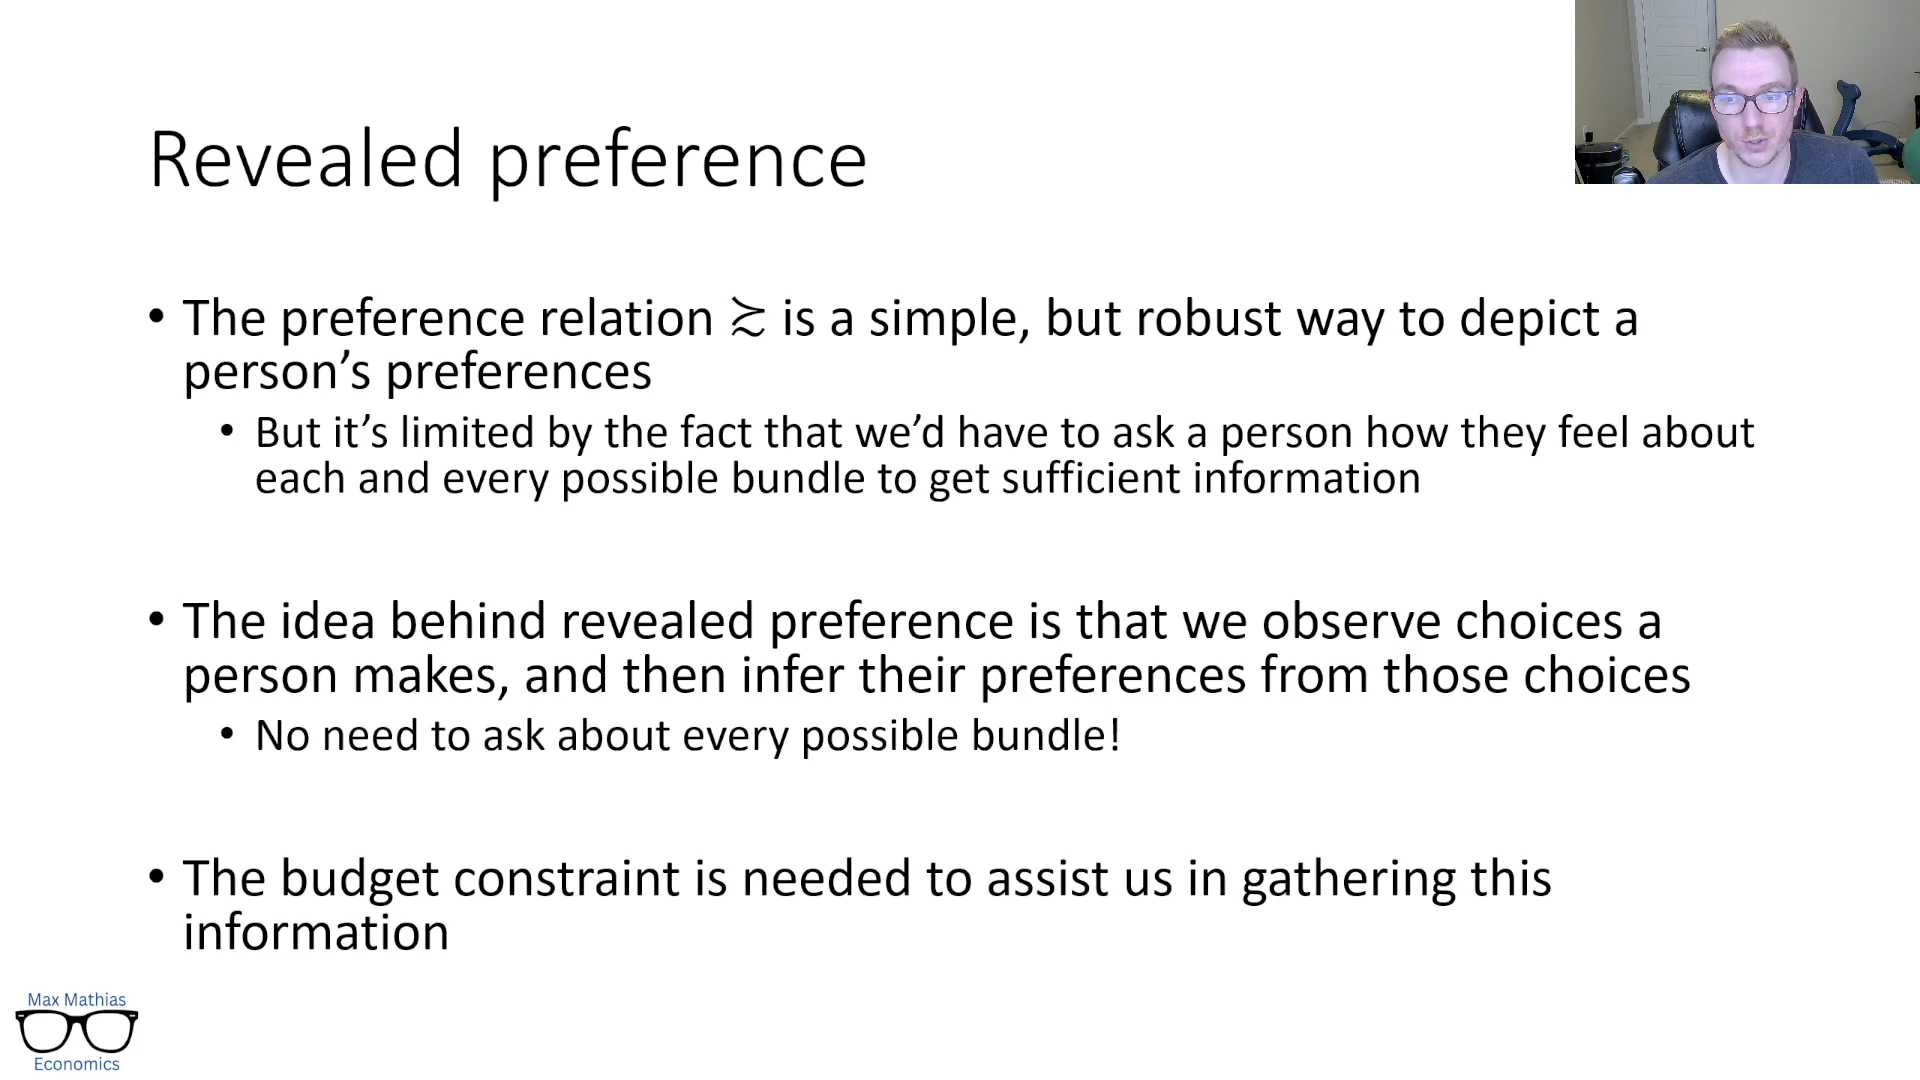 Revealed preference
• The preference relation ≿ is a simple, but robust way to depict a
person’s preferences
• But it’s limited by the fact that we’d have to ask a person how they feel about
each and every possible bundle to get sufficient information
• The idea behind revealed preference is that we observe choices a
person makes, and then infer their preferences from those choices
• No need to ask about every possible bundle!
• The budget constraint is needed to assist us in gathering this
information
Max Mathias
Economics